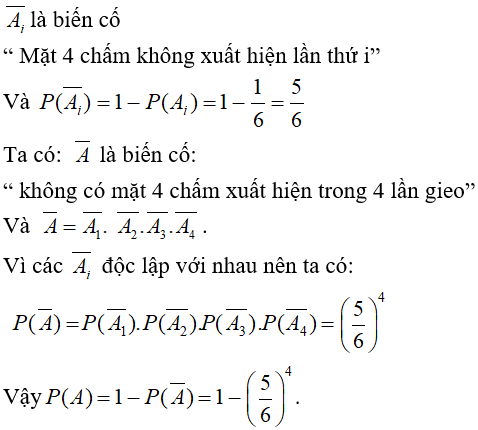 $\overline{A_i}$ là biến cố
“ Mặt 4 chấm không xuất hiện lần thứ i”
Và $P(\overline{A_i}) = 1 - P(A_i) = 1 - \frac{1}{6} = \frac{5}{6}$
Ta có: $\overline{A}$ là biến cố:
“ không có mặt 4 chấm xuất hiện trong 4 lần gieo”
Và $\overline{A} = \overline{A_1}. \overline{A_2}.\overline{A_3}.\overline{A_4}$ .
Vì các $\overline{A_i}$ độc lập với nhau nên ta có:
$P(\overline{A}) = P(\overline{A_1}).P(\overline{A_2}).P(\overline{A_3}).P(\overline{A_4}) = \left(\frac{5}{6}\right)^4$
Vậy $P(A) = 1 - P(\overline{A}) = 1 - \left(\frac{5}{6}\right)^4$ .